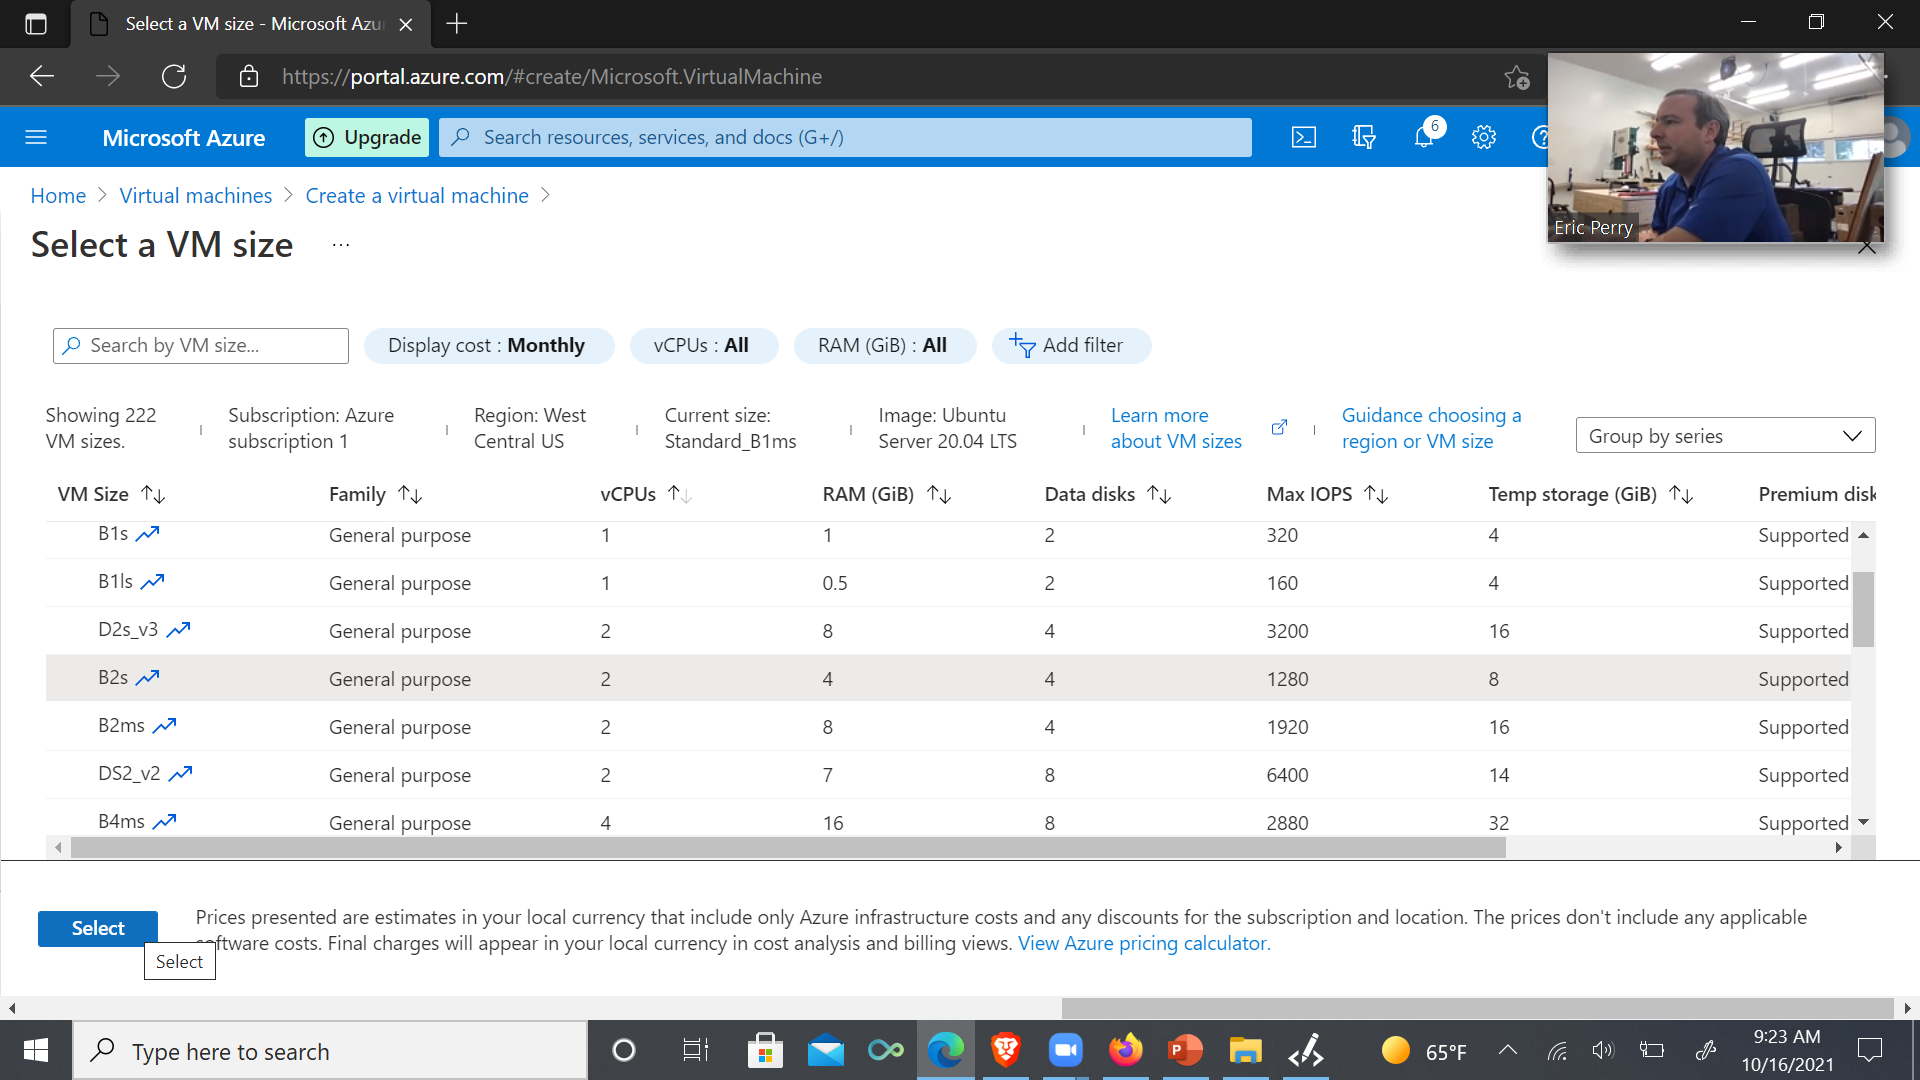 Select a VM size - Microsoft Azu
https://portal.azure.com/#create/Microsoft.VirtualMachine
Microsoft Azure
Upgrade
Search resources, services, and docs (G+/)
6
Eric Perry
Home > Virtual machines > Create a virtual machine >
Select a VM size
...
Search by VM size...
Display cost : Monthly
vCPUs : All
RAM (GiB) : All
Add filter
Showing 222
VM sizes.
Subscription: Azure
subscription 1
Region: West
Central US
Current size:
Standard_B1ms
Image: Ubuntu
Server 20.04 LTS
Learn more
about VM sizes
Guidance choosing a
region or VM size
Group by series
VM Size Family vCPUs RAM (GiB) Data disks Max IOPS Temp storage (GiB) Premium disk
B1s General purpose 1 1 2 320 4 Supported
B1ls General purpose 1 0.5 2 160 4 Supported
D2s_v3 General purpose 2 8 4 3200 16 Supported
B2s General purpose 2 4 4 1280 8 Supported
B2ms General purpose 2 8 4 1920 16 Supported
DS2_v2 General purpose 2 7 8 6400 14 Supported
B4ms General purpose 4 16 8 2880 32 Supported
Select
Prices presented are estimates in your local currency that include only Azure infrastructure costs and any discounts for the subscription and location. The prices don't include any applicable
software costs. Final charges will appear in your local currency in cost analysis and billing views. View Azure pricing calculator.
Select
Type here to search
P
65°F
9:23 AM
10/16/2021